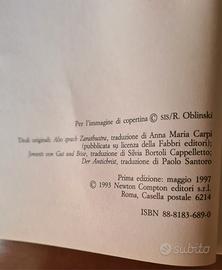 Per l'immagine di copertina © SIS/R. Oblinski
Titoli originali: Also sprach Zarathustra, traduzione di Anna Maria Carpi
(pubblicata su licenza della Fabbri editori);
Jenseits von Gut und Böse, traduzione di Silvia Bortoli Cappelletto;
Der Antichrist, traduzione di Paolo Santoro
Prima edizione: maggio 1997
© 1993 Newton Compton editori s.r.l.
Roma, Casella postale 6214
ISBN 88-8183-689-0
subito